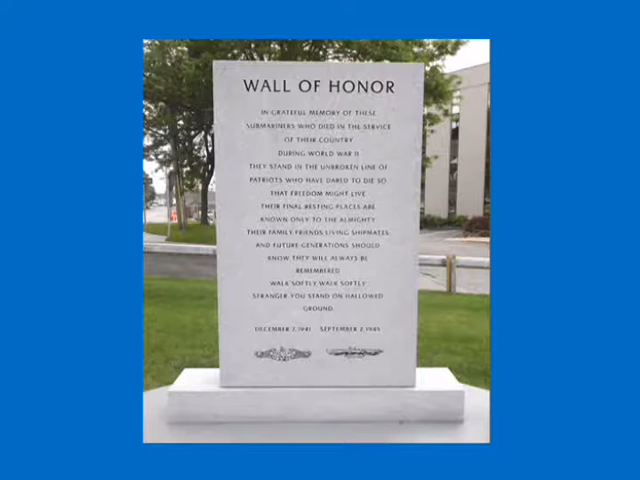 WALL OF HONOR
IN GRATEFUL MEMORY OF THESE
SUBMARINERS WHO DIED IN THE SERVICE
OF THEIR COUNTRY
DURING WORLD WAR II
THEY STAND IN THE UNBROKEN LINE OF
PATRIOTS WHO HAVE DARED TO DIE SO
THAT FREEDOM MIGHT LIVE
THEIR FINAL RESTING PLACES ARE
KNOWN ONLY TO THE ALMIGHTY
THEIR FAMILY FRIENDS LIVING SHIPMATES
AND FUTURE GENERATIONS SHOULD
KNOW THEY WILL ALWAYS BE
REMEMBERED
WALK SOFTLY WALK SOFTLY
STRANGER YOU STAND ON HALLOWED
GROUND
DECEMBER 7, 1941 SEPTEMBER 2, 1945